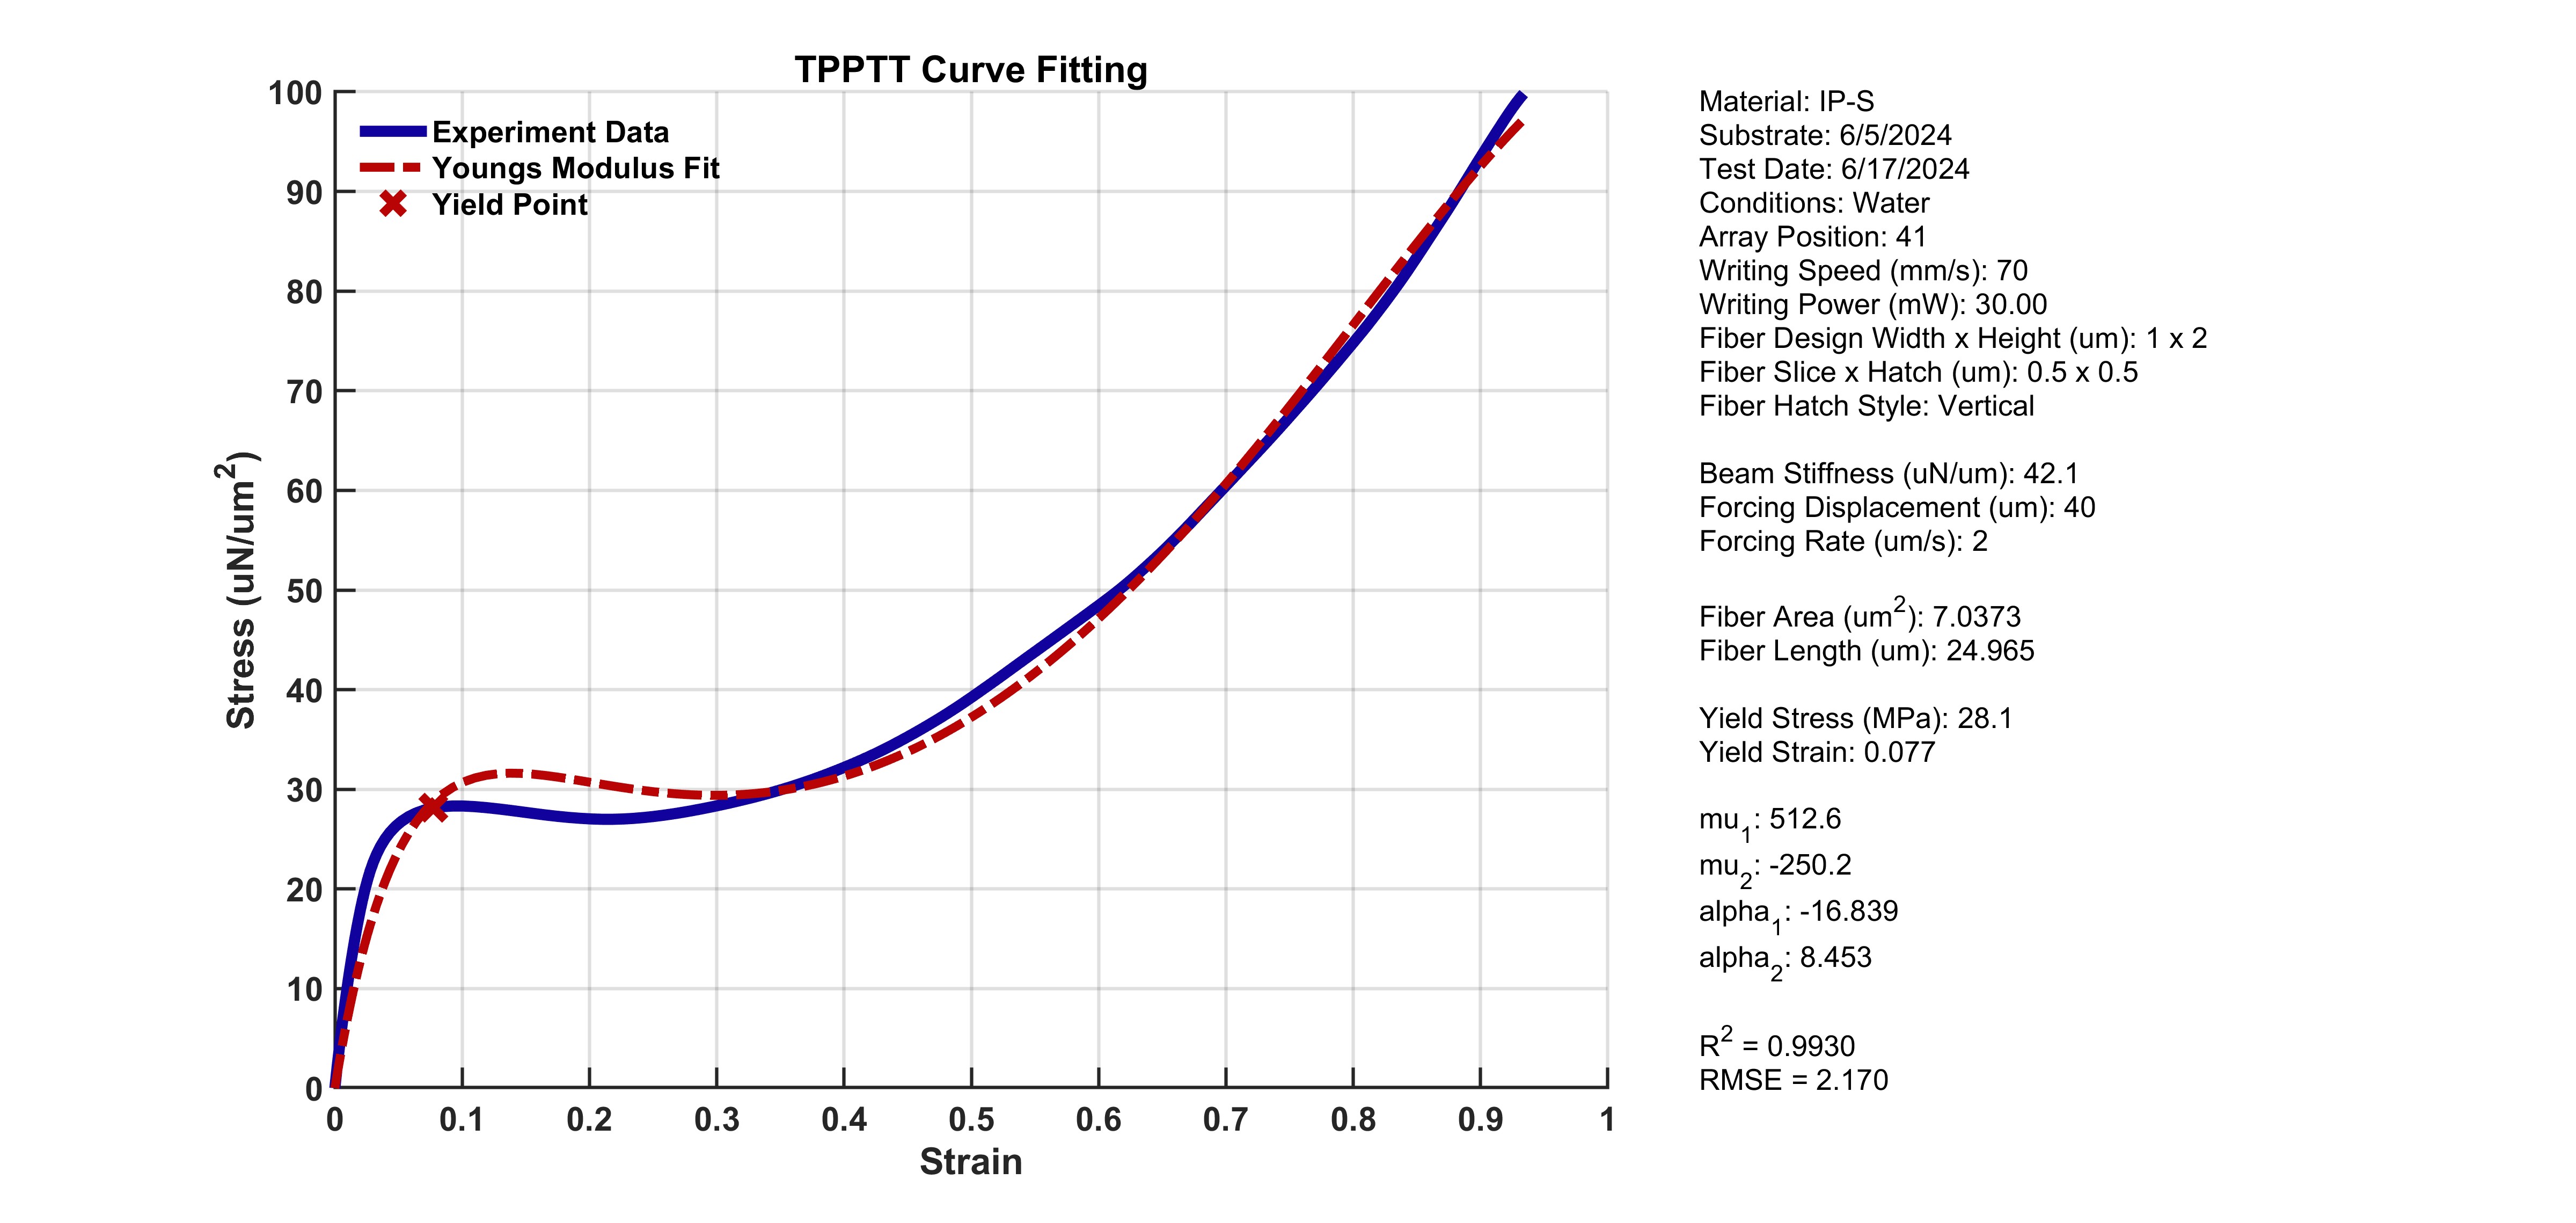 TPPTT Curve Fitting
Experiment Data
Youngs Modulus Fit
Yield Point
100
90
80
70
60
50
40
30
20
10
0
Stress (uN/um²)
0 0.1 0.2 0.3 0.4 0.5 0.6 0.7 0.8 0.9 1
Strain
Material: IP-S
Substrate: 6/5/2024
Test Date: 6/17/2024
Conditions: Water
Array Position: 41
Writing Speed (mm/s): 70
Writing Power (mW): 30.00
Fiber Design Width x Height (um): 1 x 2
Fiber Slice x Hatch (um): 0.5 x 0.5
Fiber Hatch Style: Vertical
Beam Stiffness (uN/um): 42.1
Forcing Displacement (um): 40
Forcing Rate (um/s): 2
Fiber Area (um²): 7.0373
Fiber Length (um): 24.965
Yield Stress (MPa): 28.1
Yield Strain: 0.077
mu₁: 512.6
mu₂: -250.2
alpha₁: -16.839
alpha₂: 8.453
R² = 0.9930
RMSE = 2.170